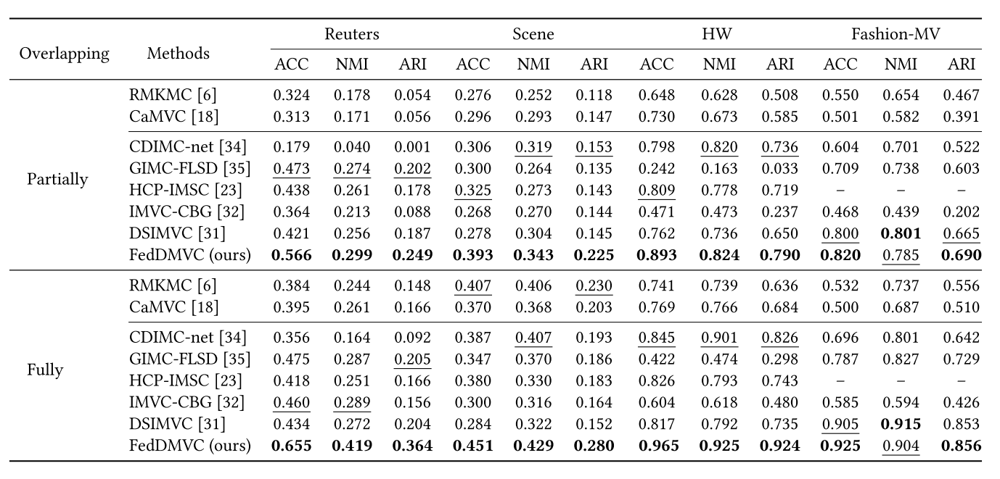 Reuters Scene HW Fashion-MV
Overlapping Methods
ACC NMI ARI ACC NMI ARI ACC NMI ARI ACC NMI ARI
RMKMC [6] 0.324 0.178 0.054 0.276 0.252 0.118 0.648 0.628 0.508 0.550 0.654 0.467
CaMVC [18] 0.313 0.171 0.056 0.296 0.293 0.147 0.730 0.673 0.585 0.501 0.582 0.391
CDIMC-net [34] 0.179 0.040 0.001 0.306 0.319 0.153 0.798 0.820 0.736 0.604 0.701 0.522
Partially
GIMC-FLSD [35] 0.473 0.274 0.202 0.300 0.264 0.135 0.242 0.163 0.033 0.709 0.738 0.603
HCP-IMSC [23] 0.438 0.261 0.178 0.325 0.273 0.143 0.809 0.778 0.719 – – –
IMVC-CBG [32] 0.364 0.213 0.088 0.268 0.270 0.144 0.471 0.473 0.237 0.468 0.439 0.202
DSIMVC [31] 0.421 0.256 0.187 0.278 0.304 0.145 0.762 0.736 0.650 0.800 0.801 0.665
FedDMVC (ours) 0.566 0.299 0.249 0.393 0.343 0.225 0.893 0.824 0.790 0.820 0.785 0.690
RMKMC [6] 0.384 0.244 0.148 0.407 0.406 0.230 0.741 0.739 0.636 0.532 0.737 0.556
CaMVC [18] 0.395 0.261 0.166 0.370 0.368 0.203 0.769 0.766 0.684 0.500 0.687 0.510
CDIMC-net [34] 0.356 0.164 0.092 0.387 0.407 0.193 0.845 0.901 0.826 0.696 0.801 0.642
Fully
GIMC-FLSD [35] 0.475 0.287 0.205 0.347 0.370 0.186 0.422 0.474 0.298 0.787 0.827 0.729
HCP-IMSC [23] 0.418 0.251 0.166 0.380 0.330 0.183 0.826 0.793 0.743 – – –
IMVC-CBG [32] 0.460 0.289 0.156 0.300 0.316 0.164 0.604 0.618 0.480 0.585 0.594 0.426
DSIMVC [31] 0.434 0.272 0.204 0.284 0.322 0.152 0.817 0.792 0.735 0.905 0.915 0.853
FedDMVC (ours) 0.655 0.419 0.364 0.451 0.429 0.280 0.965 0.925 0.924 0.925 0.904 0.856